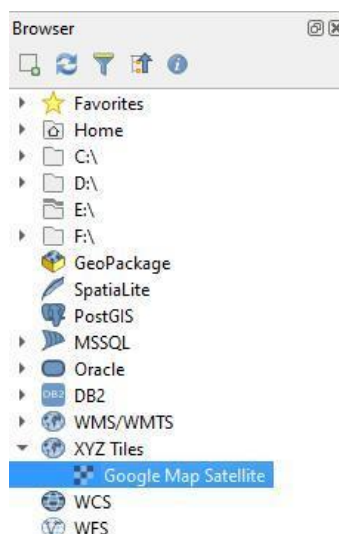 Browser
Favorites
Home
C:\
D:\
E:\
F:\
GeoPackage
SpatiaLite
PostGIS
MSSQL
Oracle
DB2 DB2
WMS/WMTS
XYZ Tiles
Google Map Satellite
WCS
WFS